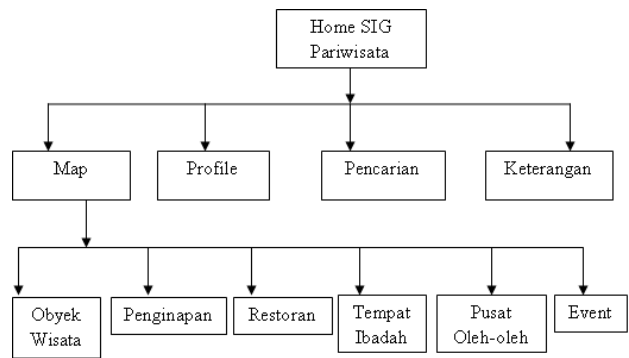 Home SIG
Pariwisata
Map
Profile
Pencarian
Keterangan
Obyek
Wisata
Penginapan
Restoran
Tempat
Ibadah
Pusat
Oleh-oleh
Event